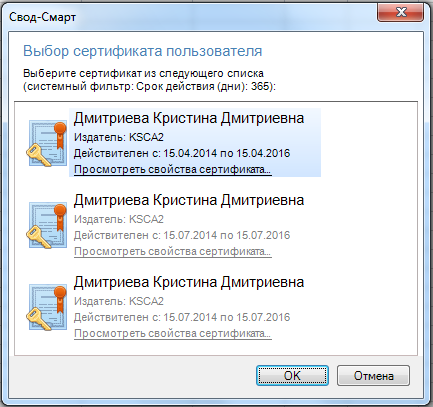 Свод-Смарт
Выбор сертификата пользователя
Выберите сертификат из следующего списка
(системный фильтр: Срок действия (дни): 365):
Дмитриева Кристина Дмитриевна
Издатель: KSCA2
Действителен с: 15.04.2014 по 15.04.2016
Просмотреть свойства сертификата...
Дмитриева Кристина Дмитриевна
Издатель: KSCA2
Действителен с: 15.07.2014 по 15.07.2016
Просмотреть свойства сертификата...
Дмитриева Кристина Дмитриевна
Издатель: KSCA2
Действителен с: 15.07.2014 по 15.07.2016
Просмотреть свойства сертификата...
OK
Отмена